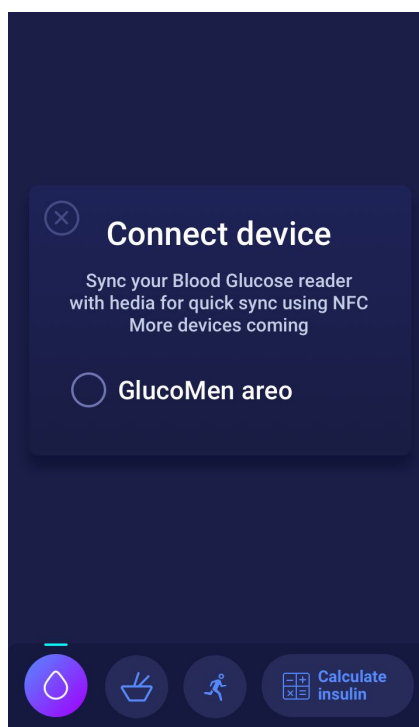 Connect device
Sync your Blood Glucose reader
with hedia for quick sync using NFC
More devices coming
GlucoMen areo
Calculate
insulin